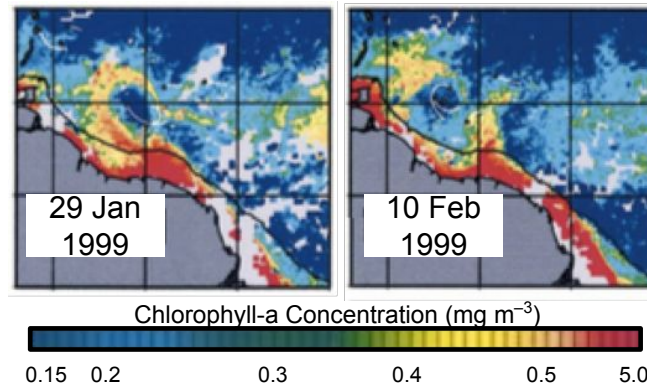 29 Jan
1999
10 Feb
1999
Chlorophyll-a Concentration (mg m⁻³)
0.15 0.2 0.3 0.4 0.5 5.0